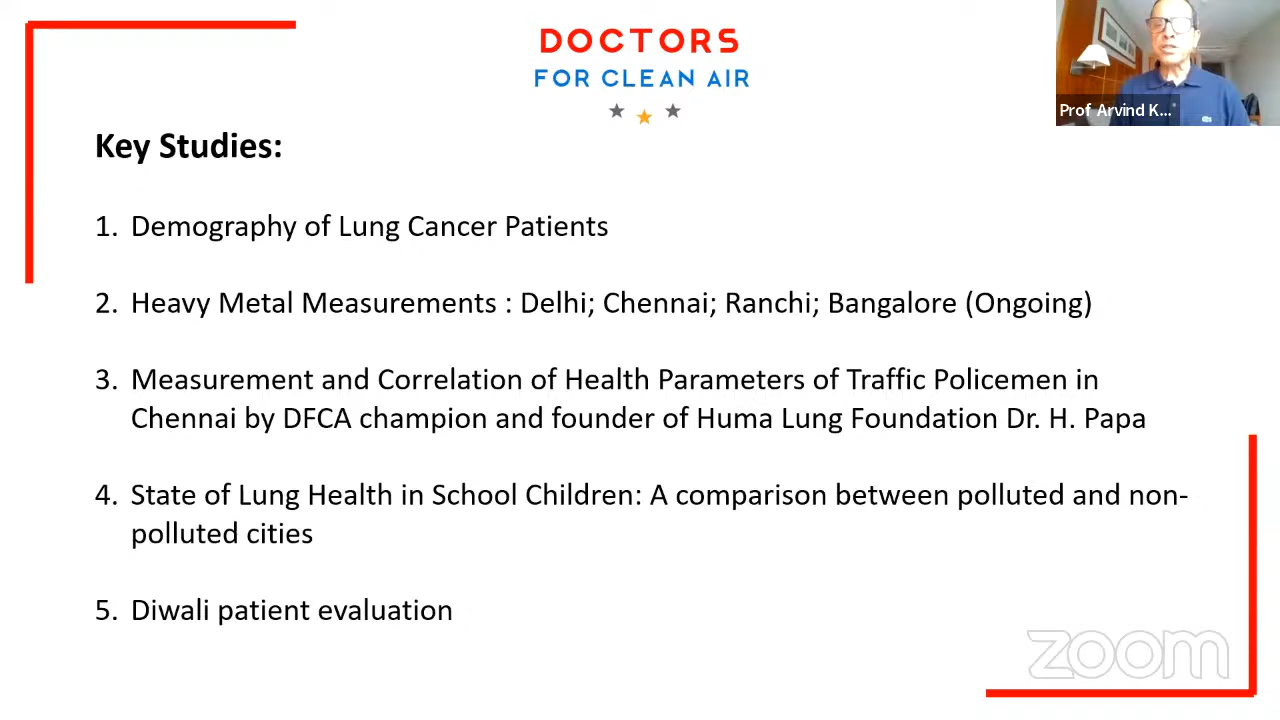 DOCTORS
FOR CLEAN AIR
Prof Arvind K...
Key Studies:
1. Demography of Lung Cancer Patients
2. Heavy Metal Measurements : Delhi; Chennai; Ranchi; Bangalore (Ongoing)
3. Measurement and Correlation of Health Parameters of Traffic Policemen in
Chennai by DFCA champion and founder of Huma Lung Foundation Dr. H. Papa
4. State of Lung Health in School Children: A comparison between polluted and non-
polluted cities
5. Diwali patient evaluation
zoom